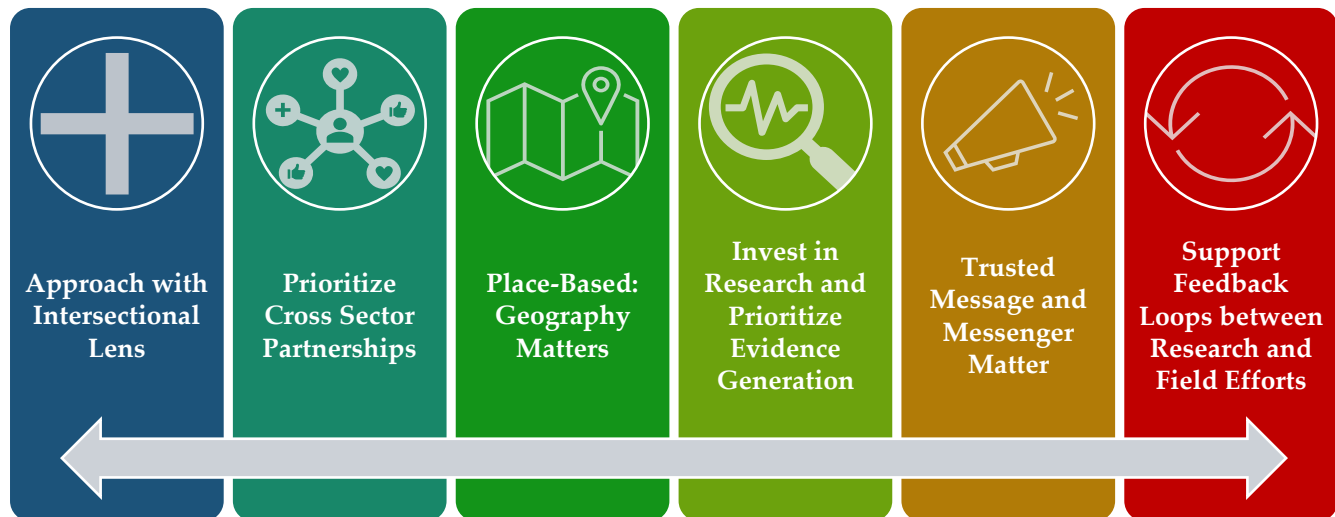 Approach with
Intersectional
Lens
Prioritize
Cross Sector
Partnerships
Place-Based:
Geography
Matters
Invest in
Research and
Prioritize
Evidence
Generation
Trusted
Message and
Messenger
Matter
Support
Feedback
Loops between
Research and
Field Efforts